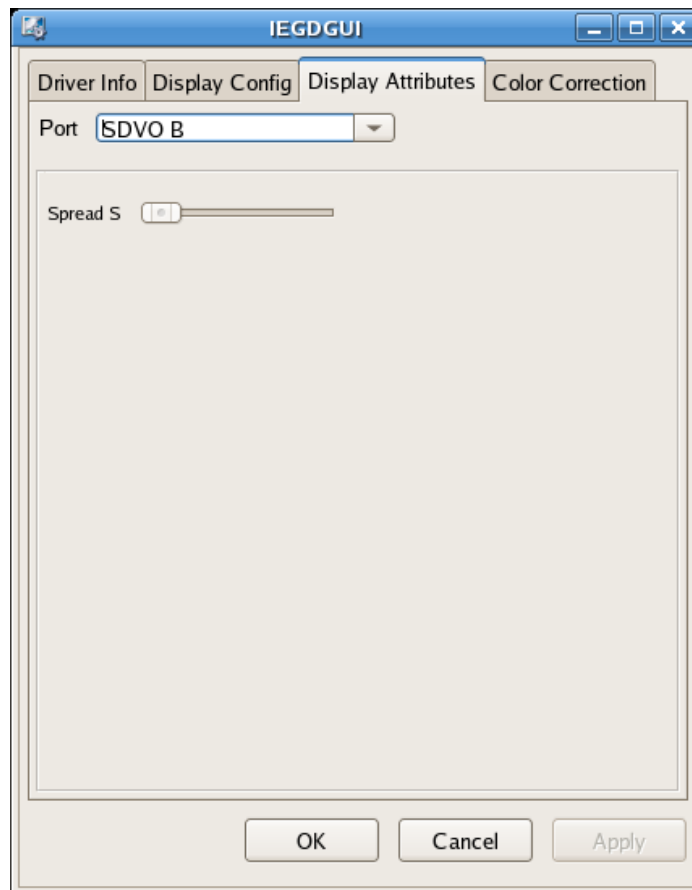 IEGDGUI
Driver Info Display Config Display Attributes Color Correction
Port SDVO B
Spread S
OK Cancel Apply